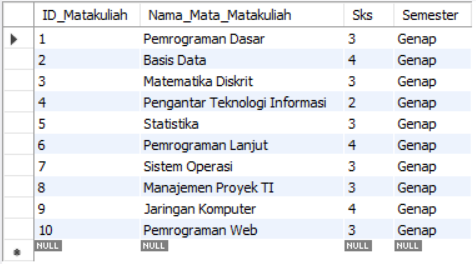 ID_Matakuliah Nama_Mata_Matakuliah Sks Semester
1 Pemrograman Dasar 3 Genap
2 Basis Data 4 Genap
3 Matematika Diskrit 3 Genap
4 Pengantar Teknologi Informasi 2 Genap
5 Statistika 3 Genap
6 Pemrograman Lanjut 4 Genap
7 Sistem Operasi 3 Genap
8 Manajemen Proyek TI 3 Genap
9 Jaringan Komputer 4 Genap
10 Pemrograman Web 3 Genap
NULL NULL NULL NULL